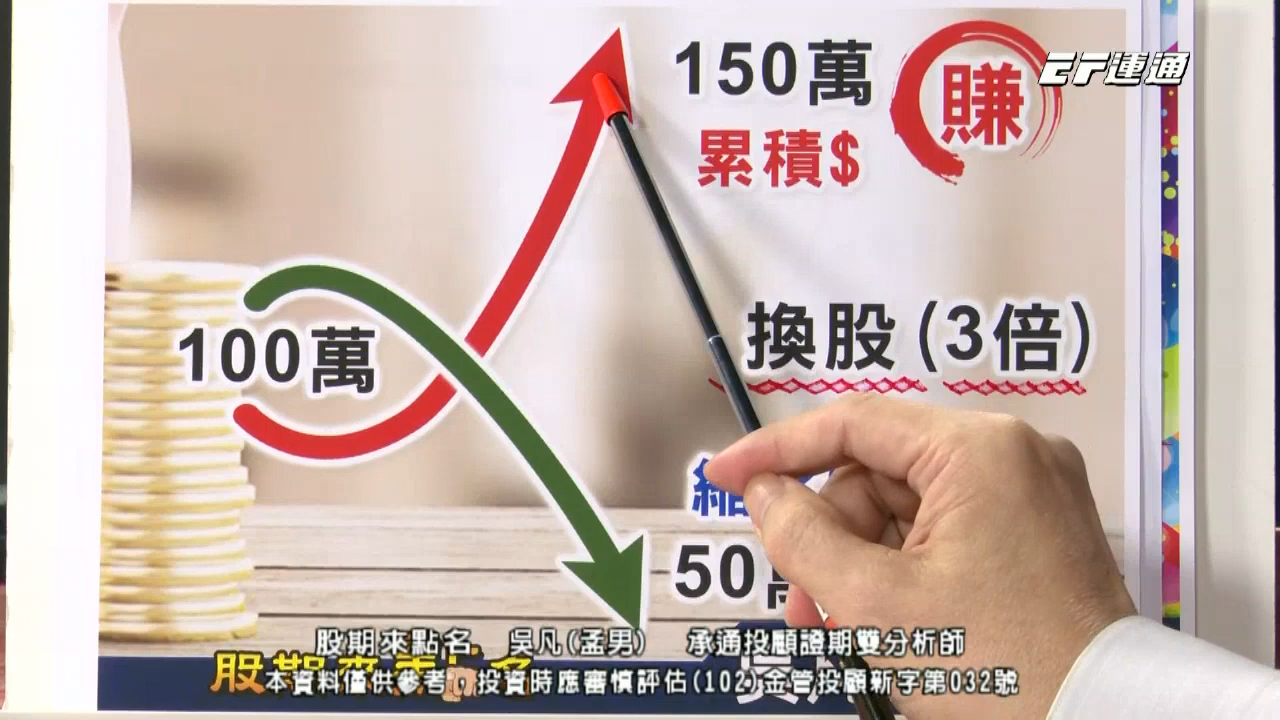 150萬
賺
EF運通
累積$
100萬
換股(3倍)
50
股期來點名 吳凡(孟男) 承通投顧證期雙分析師
本資料僅供參考，投資時應審慎評估(102)金管投顧新字第032號